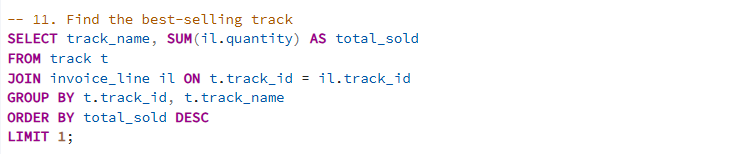 -- 11. Find the best-selling track
SELECT track_name, SUM(il.quantity) AS total_sold
FROM track t
JOIN invoice_line il ON t.track_id = il.track_id
GROUP BY t.track_id, t.track_name
ORDER BY total_sold DESC
LIMIT 1;